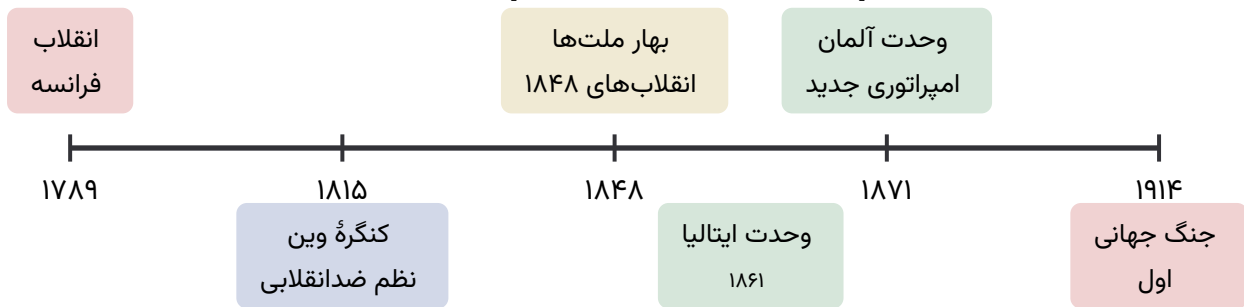 انقلاب
فرانسه
بهار ملت‌ها
انقلاب‌های ۱۸۴۸
وحدت آلمان
امپراتوری جدید
۱۷۸۹
۱۸۱۵
۱۸۴۸
۱۸۷۱
۱۹۱۴
کنگرهٔ وین
نظم ضدانقلابی
وحدت ایتالیا
۱۸۶۱
جنگ جهانی
اول